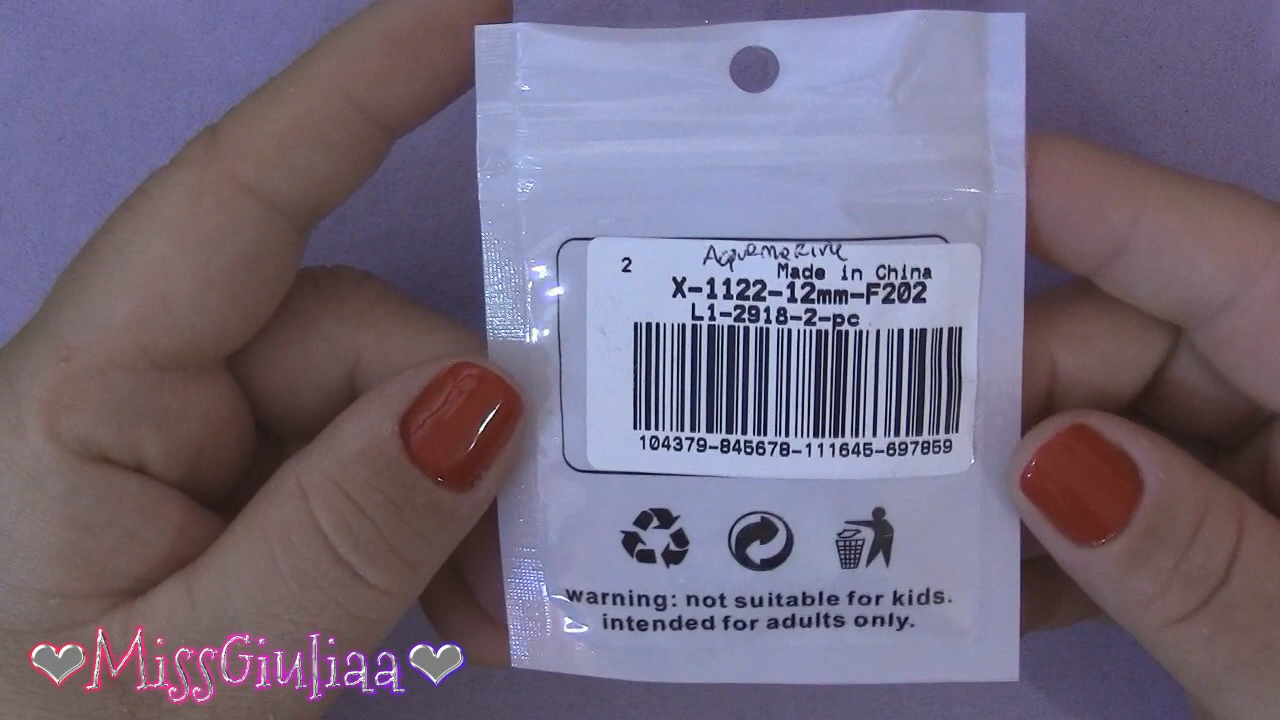 Aquamarine
2
Made in China
X-1122-12mm-F202
L1-2918-2-pc
104379-845678-111645-697859
warning: not suitable for kids.
intended for adults only.
❤MissGiuliaa❤